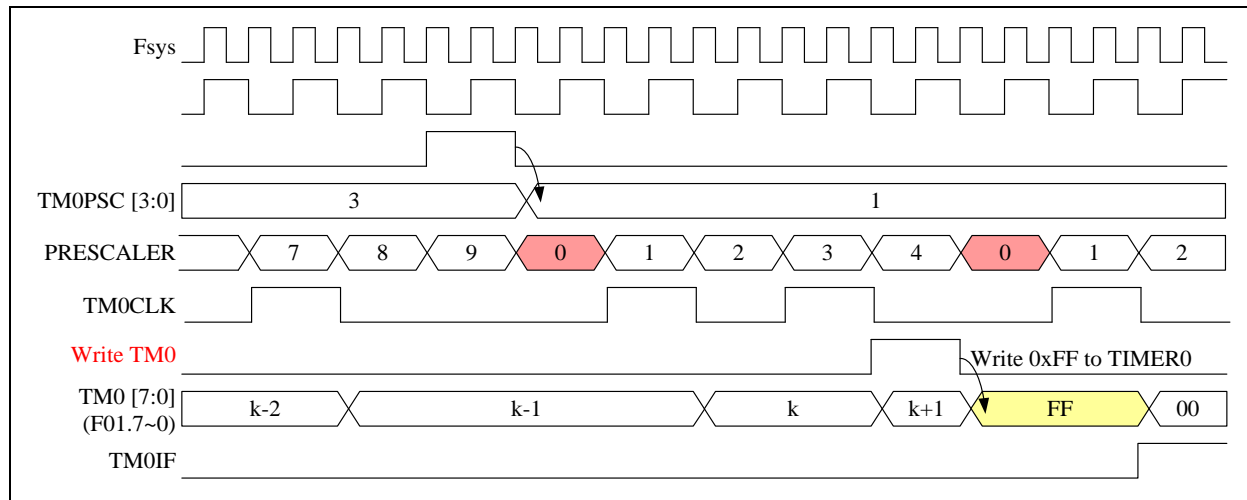 Fsys
TM0PSC [3:0] 3 1
PRESCALER 7 8 9 0 1 2 3 4 0 1 2
TM0CLK
Write TM0 Write 0xFF to TIMER0
TM0 [7:0] k-2 k-1 k k+1 FF 00
(F01.7~0)
TM0IF